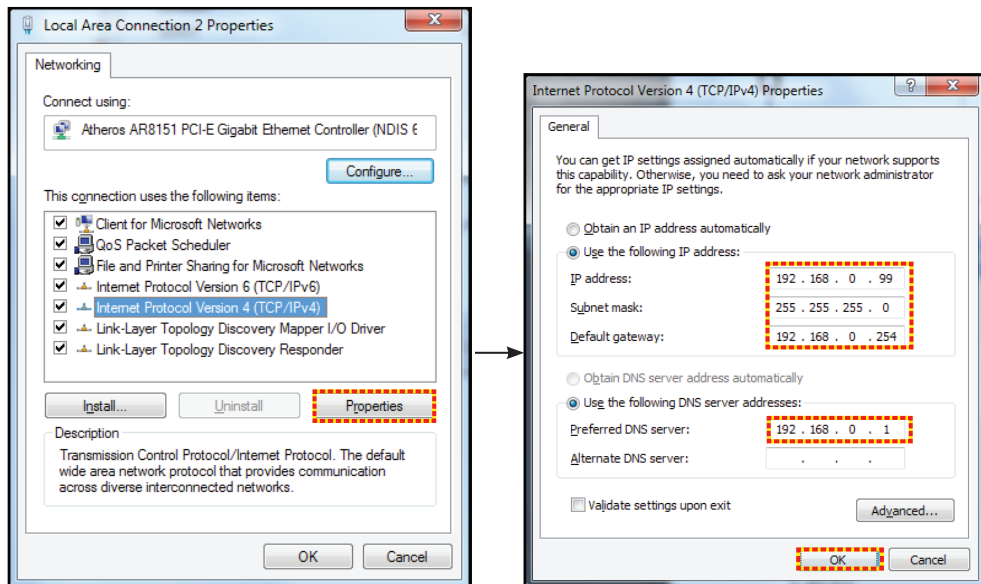 Local Area Connection 2 Properties
Networking
Connect using:
Atheros AR8151 PCI-E Gigabit Ethernet Controller (NDIS 6
Configure...
This connection uses the following items:
Client for Microsoft Networks
QoS Packet Scheduler
File and Printer Sharing for Microsoft Networks
Internet Protocol Version 6 (TCP/IPv6)
Internet Protocol Version 4 (TCP/IPv4)
Link-Layer Topology Discovery Mapper I/O Driver
Link-Layer Topology Discovery Responder
Install...
Uninstall
Properties
Description
Transmission Control Protocol/Internet Protocol. The default
wide area network protocol that provides communication
across diverse interconnected networks.
OK
Cancel
Internet Protocol Version 4 (TCP/IPv4) Properties
General
You can get IP settings assigned automatically if your network supports
this capability. Otherwise, you need to ask your network administrator
for the appropriate IP settings.
Obtain an IP address automatically
Use the following IP address:
IP address: 192 . 168 . 0 . 99
Subnet mask: 255 . 255 . 255 . 0
Default gateway: 192 . 168 . 0 . 254
Obtain DNS server address automatically
Use the following DNS server addresses:
Preferred DNS server: 192 . 168 . 0 . 1
Alternate DNS server: . . .
Validate settings upon exit
Advanced...
OK
Cancel